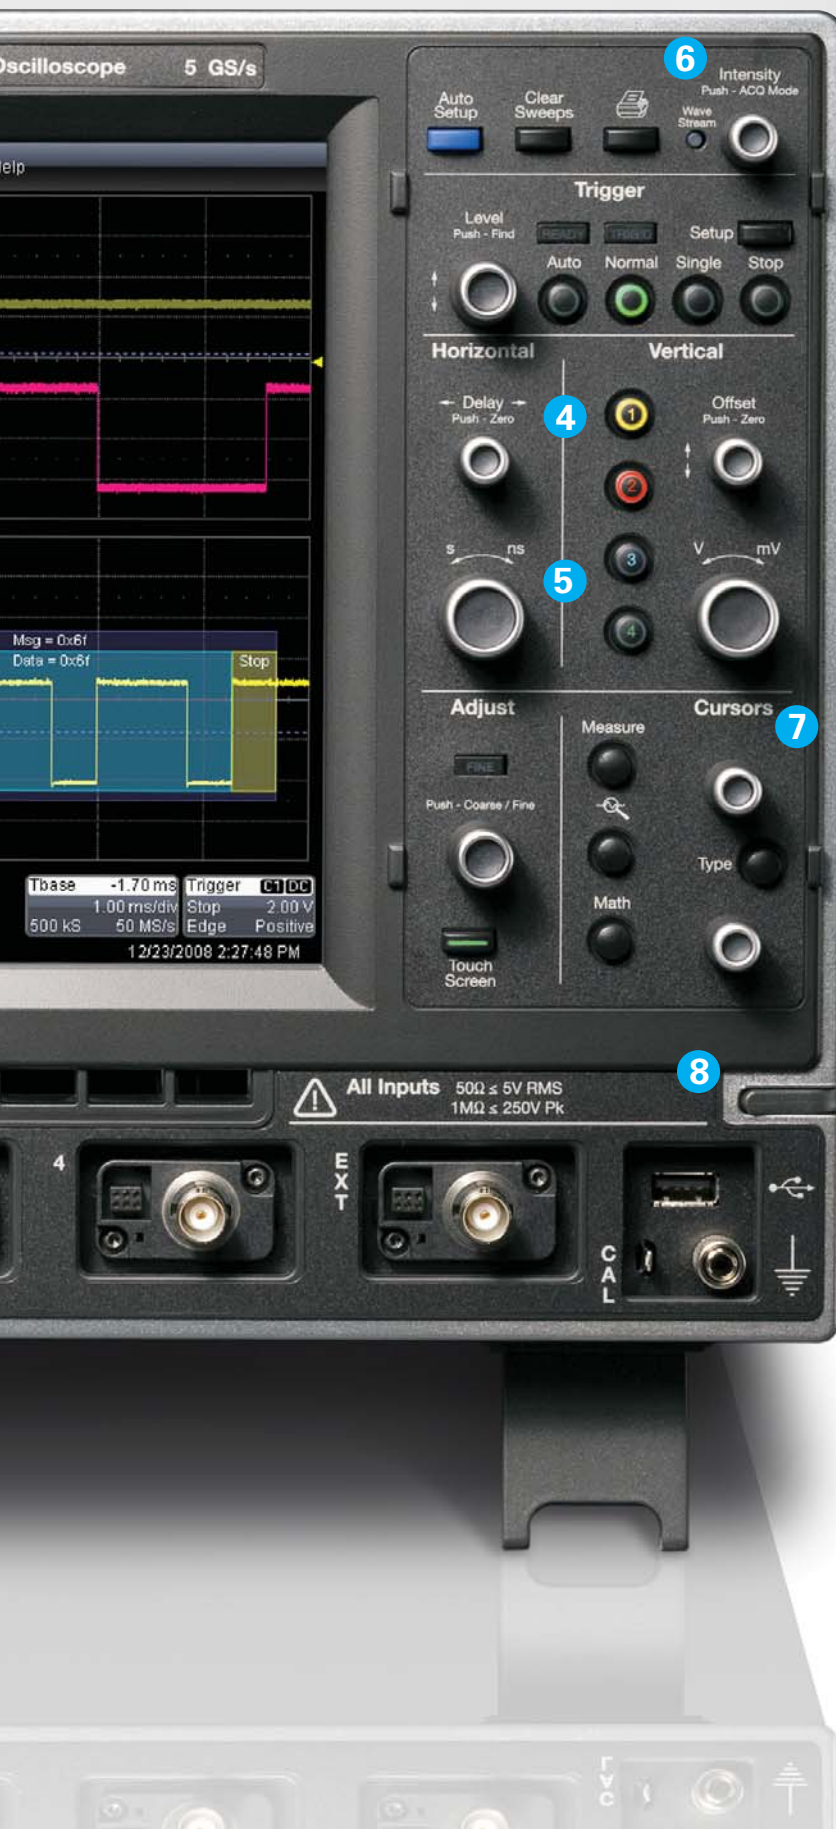 Oscilloscope 5 GS/s
6
Intensity
Push - ACQ Mode
Auto
Setup
Clear
Sweeps
Wave
Stream
Help
Trigger
Level
Push - Find
READY
TRIG'D
Setup
Auto
Normal
Single
Stop
Horizontal
Vertical
← Delay →
Push - Zero
4
1
Offset
Push - Zero
2
s
ns
5
3
V
mV
4
Msg = 0x6f
Data = 0x6f
Stop
Adjust
Cursors
7
Measure
FINE
Push - Coarse / Fine
Type
Math
Touch
Screen
Tbase -1.70 ms
1.00 ms/div
500 kS 50 MS/s
Trigger C1 DC
Stop 2.00 V
Edge Positive
12/23/2008 2:27:48 PM
8
All Inputs 50Ω ≤ 5V RMS
1MΩ ≤ 250V Pk
4
EXT
CAL